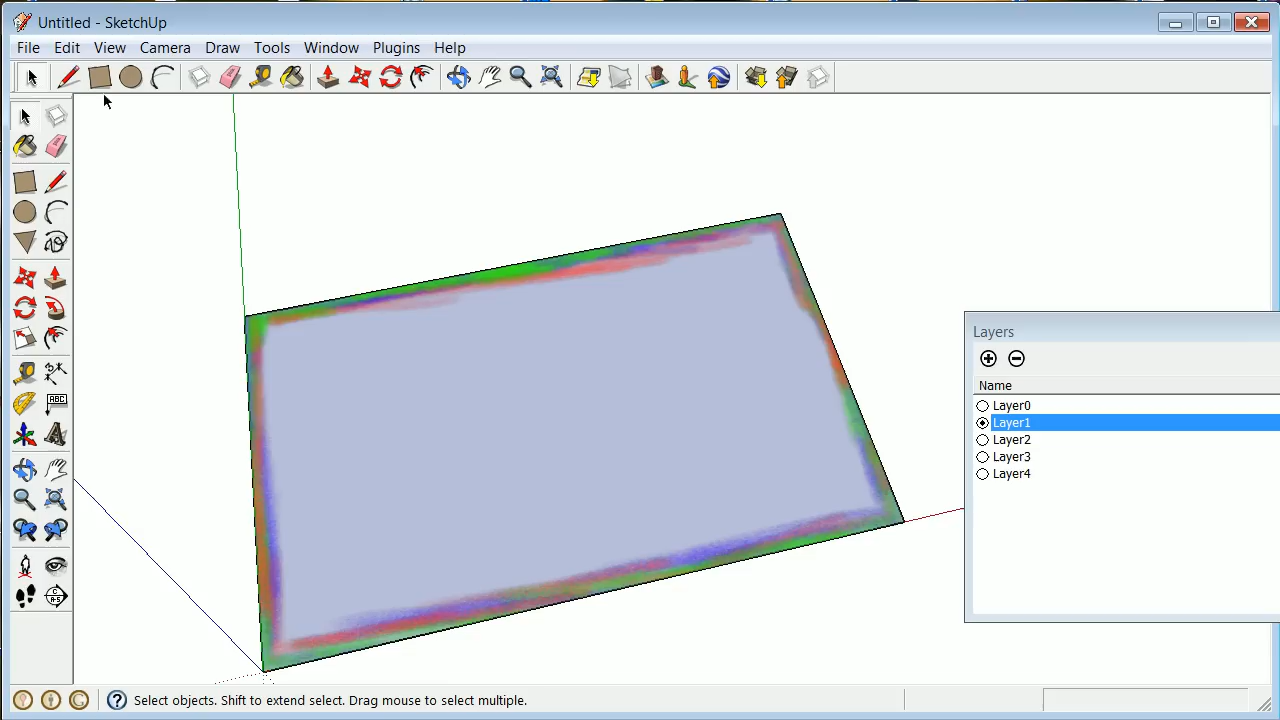 Untitled - SketchUp
File Edit View Camera Draw Tools Window Plugins Help
ABC
Layers
Name
Layer0
Layer1
Layer2
Layer3
Layer4
Select objects. Shift to extend select. Drag mouse to select multiple.